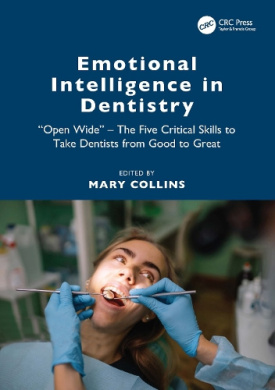 CRC
CRC Press
Taylor & Francis Group
Emotional
Intelligence in
Dentistry
“Open Wide” – The Five Critical Skills to
Take Dentists from Good to Great
EDITED BY
MARY COLLINS